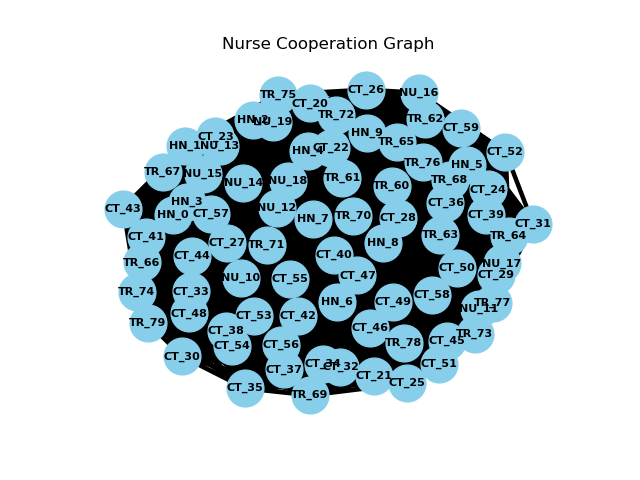 Nurse Cooperation Graph
TR_75
CT_26
NU_16
CT_20
TR_72
HN_2
NU_19
TR_62
CT_59
CT_23
HN_9
HN_1
NU_13
TR_65
HN_4
CT_22
CT_52
TR_76
HN_5
TR_67
NU_15
NU_14
NU_18
TR_61
TR_60
TR_68
CT_24
HN_3
CT_36
CT_43
HN_0
CT_57
NU_12
HN_7
TR_70
CT_28
CT_39
CT_31
CT_41
CT_27
TR_71
HN_8
TR_63
TR_64
TR_66
CT_44
CT_40
NU_17
CT_50
CT_29
NU_10
CT_55
CT_47
TR_74
CT_33
HN_6
CT_49
CT_58
TR_77
NU_11
TR_79
CT_48
CT_53
CT_42
CT_38
CT_46
TR_73
CT_54
CT_56
TR_78
CT_45
CT_30
CT_37
CT_34
CT_32
CT_21
CT_51
CT_35
TR_69
CT_25